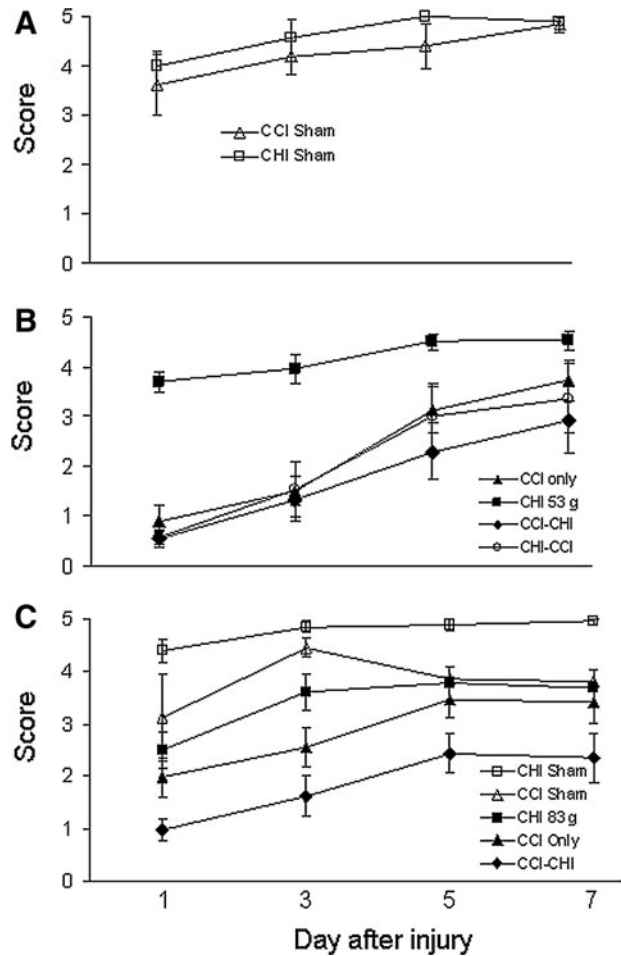 A
Score
5
4
3
2
1
0
CCI Sham
CHI Sham
B
Score
5
4
3
2
1
0
CCI only
CHI 53 g
CCI-CHI
CHI-CCI
C
Score
5
4
3
2
1
0
CHI Sham
CCI Sham
CHI 83 g
CCI Only
CCI-CHI
1 3 5 7
Day after injury